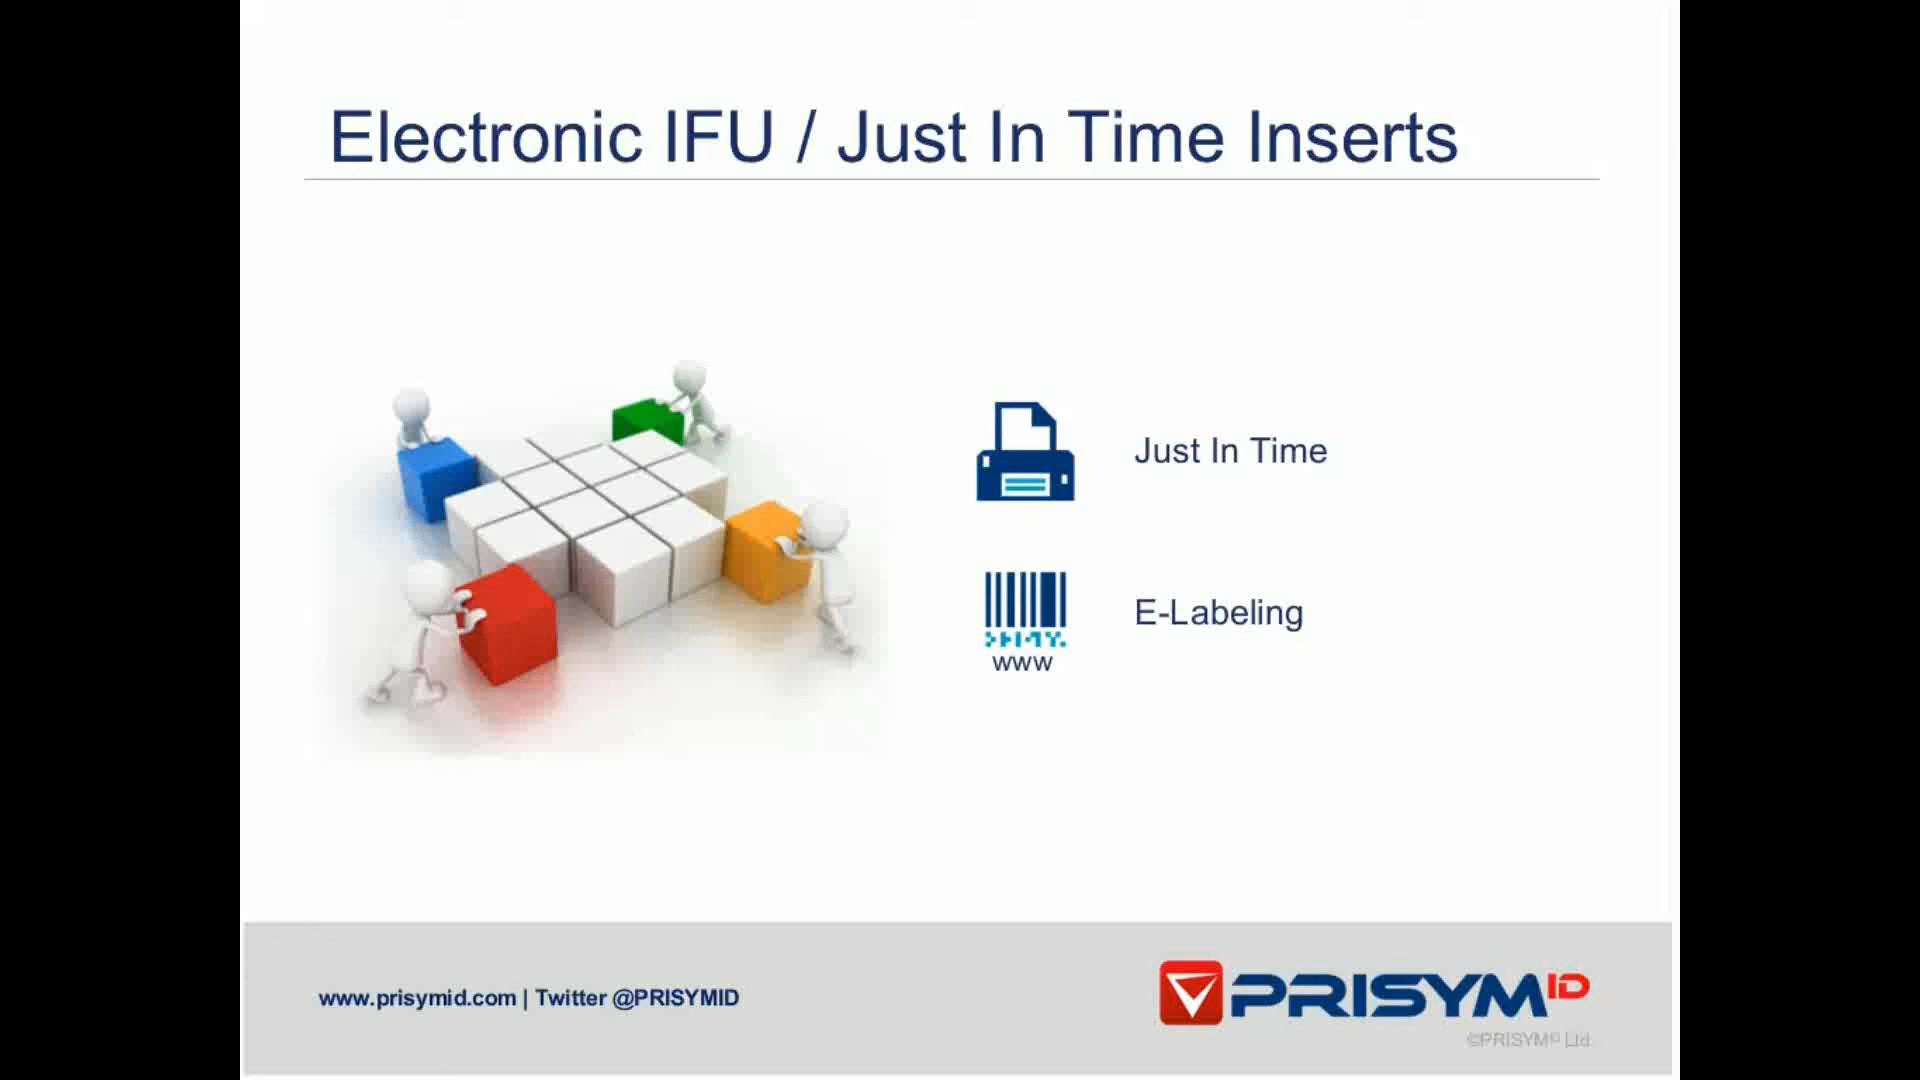 Electronic IFU / Just In Time Inserts
Just In Time
E-Labeling
www
www.prisymid.com | Twitter @PRISYMID
PRISYM ID
©PRISYM ID Ltd.